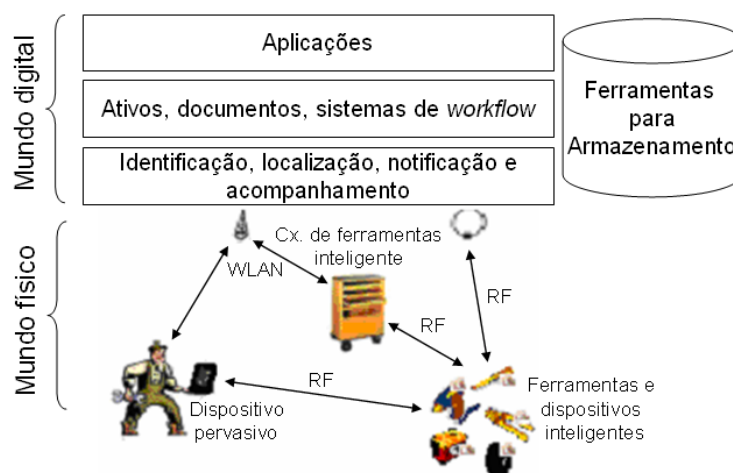 Mundo digital
Aplicações
Ativos, documentos, sistemas de workflow
Identificação, localização, notificação e
acompanhamento
Ferramentas
para
Armazenamento
Mundo físico
Cx. de ferramentas
inteligente
WLAN
RF
RF
RF
Dispositivo
pervasivo
Ferramentas e
dispositivos
inteligentes